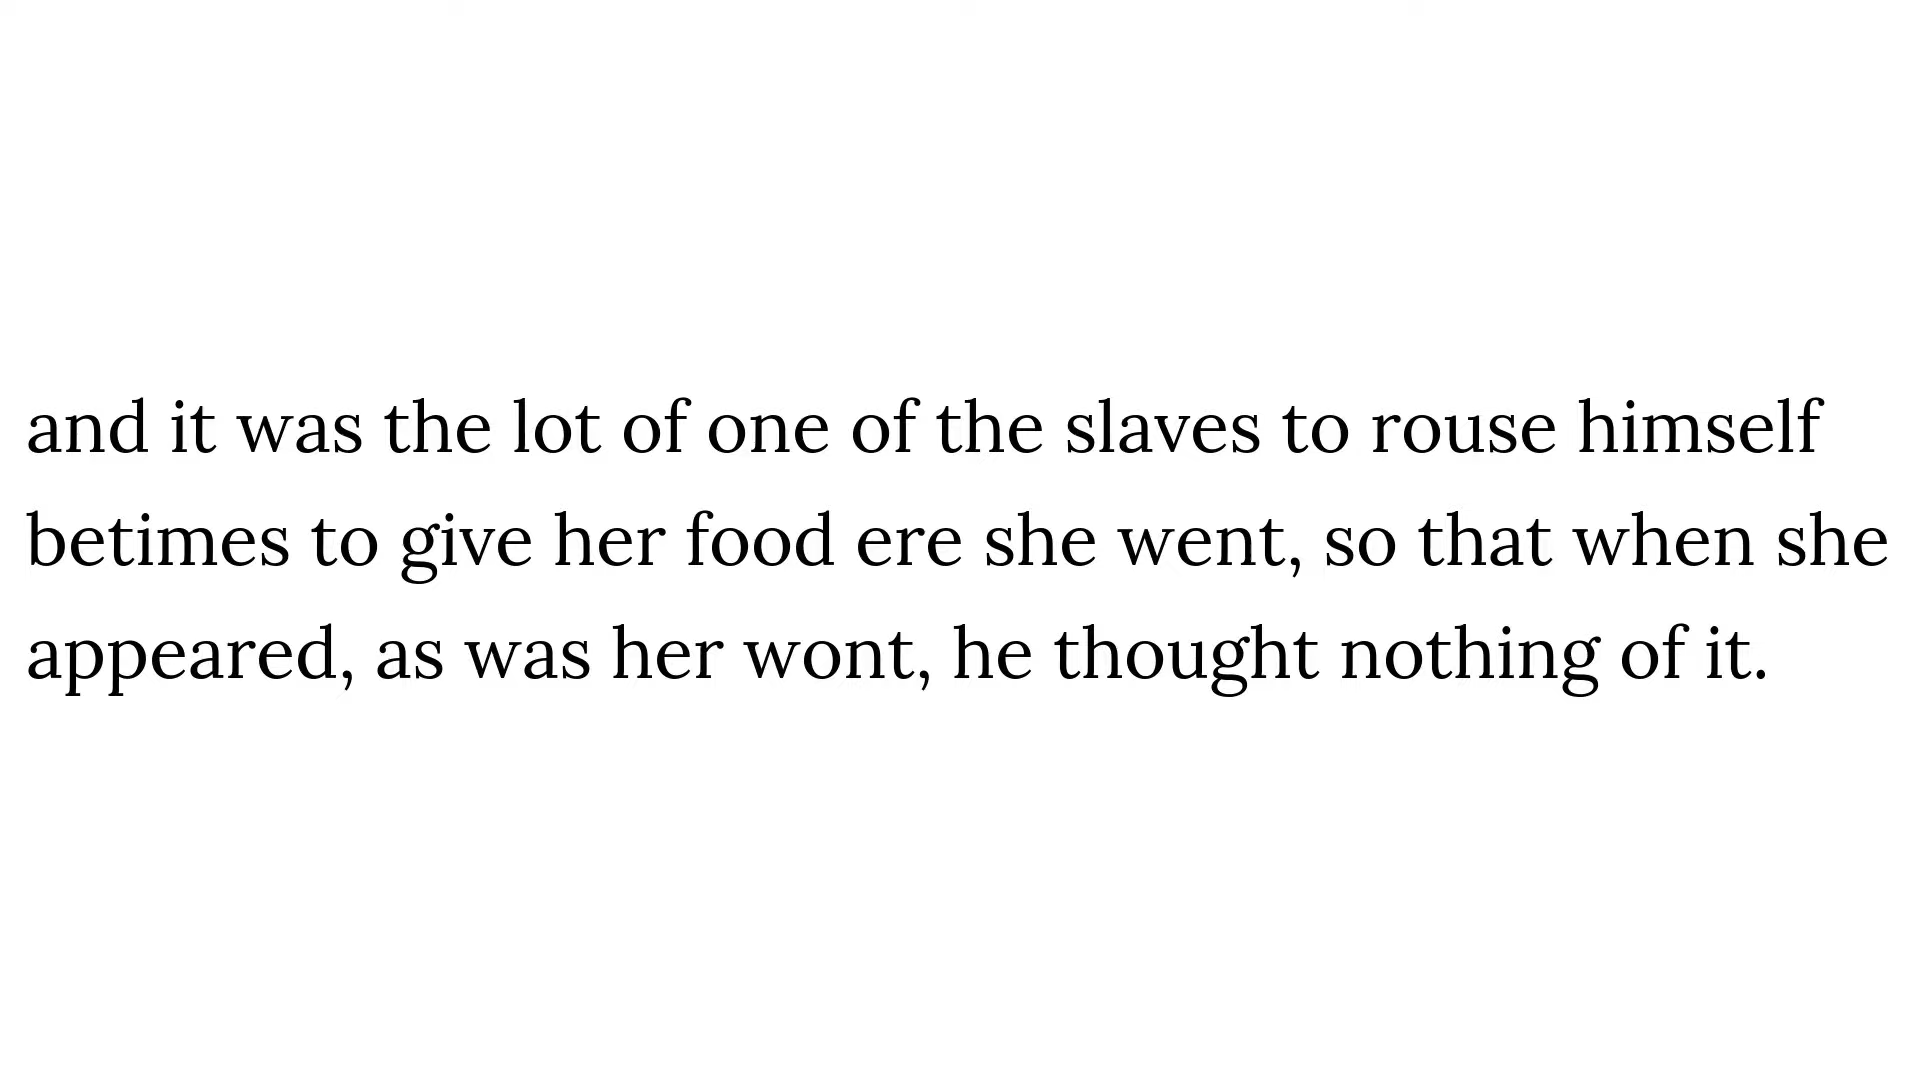 and it was the lot of one of the slaves to rouse himself
betimes to give her food ere she went, so that when she
appeared, as was her wont, he thought nothing of it.